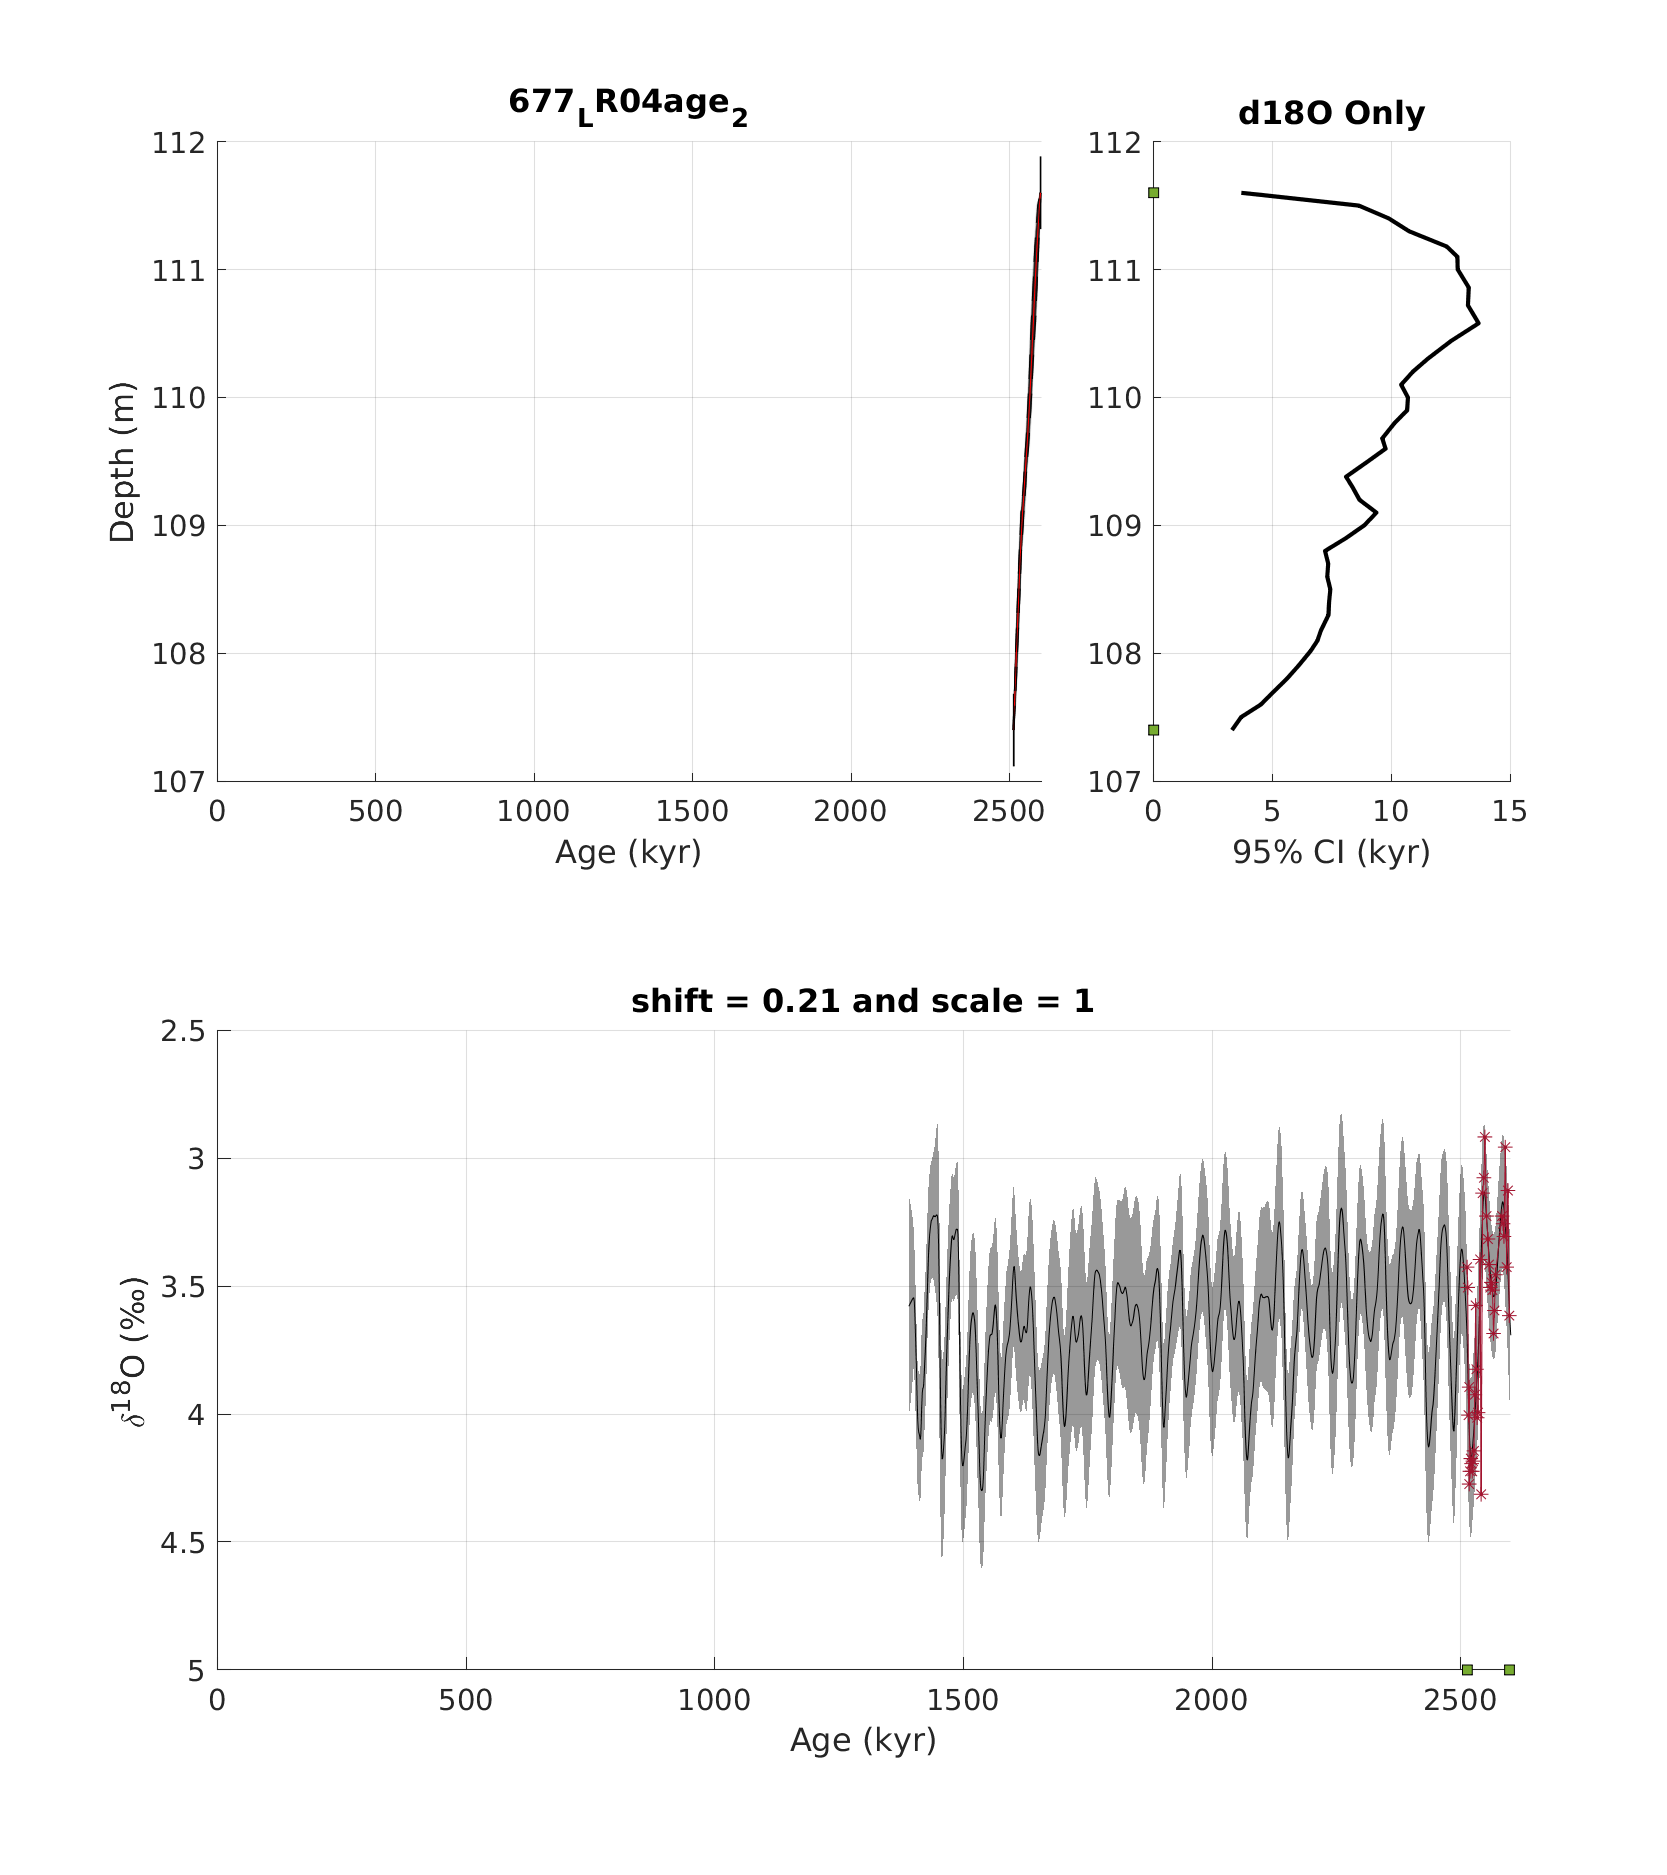 677LR04age2
d18O Only
112
111
110
109
108
107
Depth (m)
0 500 1000 1500 2000 2500
Age (kyr)
112
111
110
109
108
107
0 5 10 15
95% CI (kyr)
shift = 0.21 and scale = 1
2.5
3
3.5
4
4.5
5
δ18O (‰)
0 500 1000 1500 2000 2500
Age (kyr)